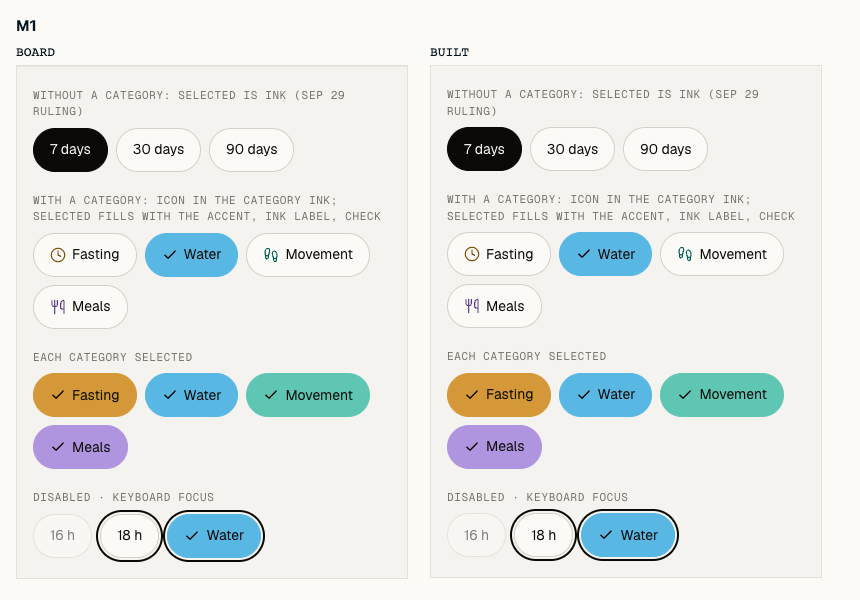 M1
BOARD
WITHOUT A CATEGORY: SELECTED IS INK (SEP 29
RULING)
7 days 30 days 90 days
WITH A CATEGORY: ICON IN THE CATEGORY INK;
SELECTED FILLS WITH THE ACCENT, INK LABEL, CHECK
Fasting Water Movement
Meals
EACH CATEGORY SELECTED
Fasting Water Movement
Meals
DISABLED · KEYBOARD FOCUS
16 h 18 h Water
BUILT
WITHOUT A CATEGORY: SELECTED IS INK (SEP 29
RULING)
7 days 30 days 90 days
WITH A CATEGORY: ICON IN THE CATEGORY INK;
SELECTED FILLS WITH THE ACCENT, INK LABEL, CHECK
Fasting Water Movement
Meals
EACH CATEGORY SELECTED
Fasting Water Movement
Meals
DISABLED · KEYBOARD FOCUS
16 h 18 h Water